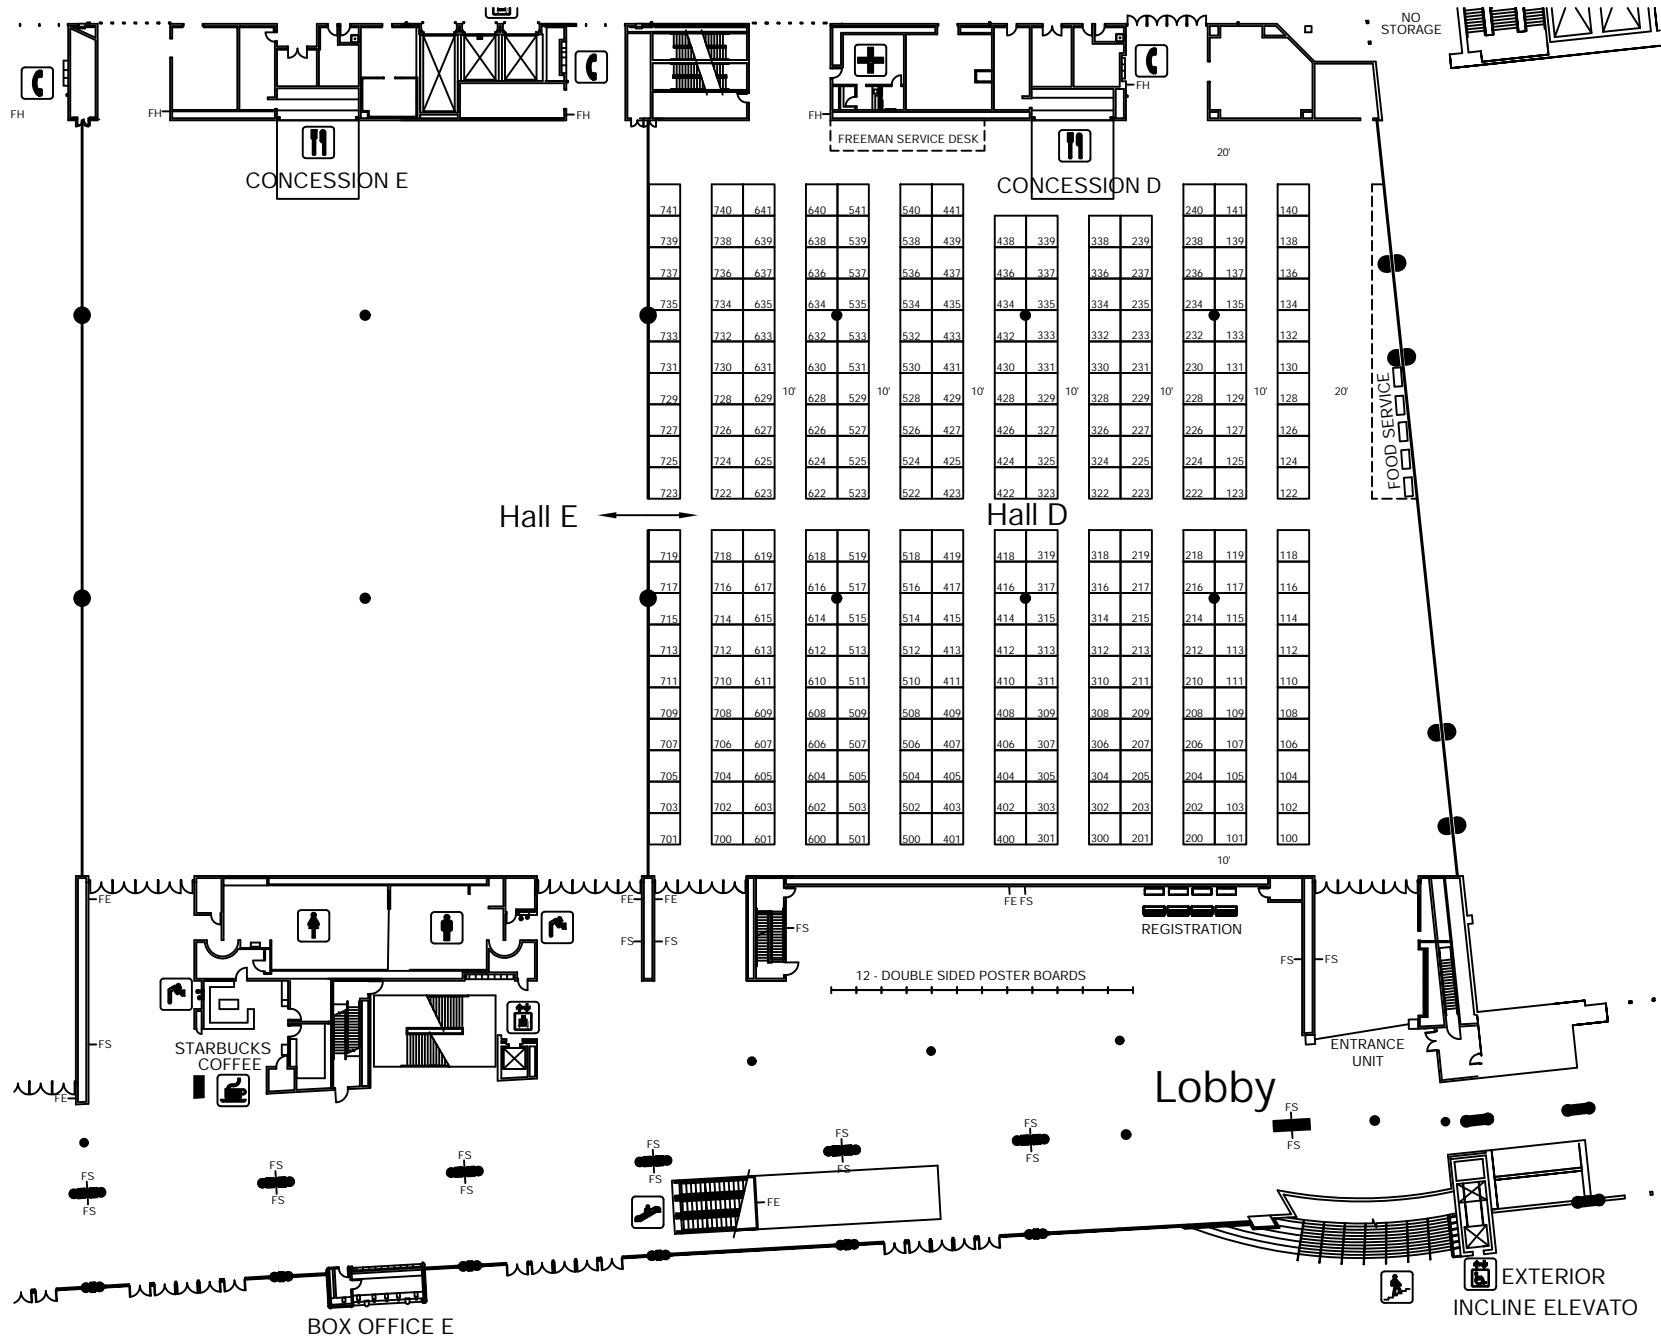 NO
STORAGE
FH
FH
FH
FH
FH
FREEMAN SERVICE DESK
20'
CONCESSION E
CONCESSION D
741 740 641 640 541 540 441 240 141 140
739 738 639 638 539 538 439 438 339 338 239 238 139 138
737 736 637 636 537 536 437 436 337 336 237 236 137 136
735 734 635 634 535 534 435 434 335 334 235 234 135 134
733 732 633 632 533 532 433 432 333 332 233 232 133 132
731 730 631 630 531 530 431 430 331 330 231 230 131 130
729 728 629 10' 628 529 10' 528 429 10' 428 329 10' 328 229 10' 228 129 10' 128 20'
FOOD SERVICE
727 726 627 626 527 526 427 426 327 326 227 226 127 126
725 724 625 624 525 524 425 424 325 324 225 224 125 124
723 722 623 622 523 522 423 422 323 322 223 222 123 122
Hall E
Hall D
719 718 619 618 519 518 419 418 319 318 219 218 119 118
717 716 617 616 517 516 417 416 317 316 217 216 117 116
715 714 615 614 515 514 415 414 315 314 215 214 115 114
713 712 613 612 513 512 413 412 313 312 213 212 113 112
711 710 611 610 511 510 411 410 311 310 211 210 111 110
709 708 609 608 509 508 409 408 309 308 209 208 109 108
707 706 607 606 507 506 407 406 307 306 207 206 107 106
705 704 605 604 505 504 405 404 305 304 205 204 105 104
703 702 603 602 503 502 403 402 303 302 203 202 103 102
701 700 601 600 501 500 401 400 301 300 201 200 101 100
10'
FE
FE
FE
FE FS
REGISTRATION
FS
FS
FS
FS
FS
12 - DOUBLE SIDED POSTER BOARDS
FS
STARBUCKS
COFFEE
ENTRANCE
UNIT
FE
Lobby
FS
FS
FS
FS
FS
FS
FS
FS
FS
FS
FS
FS
FS
FS
FE
EXTERIOR
INCLINE ELEVATO
BOX OFFICE E